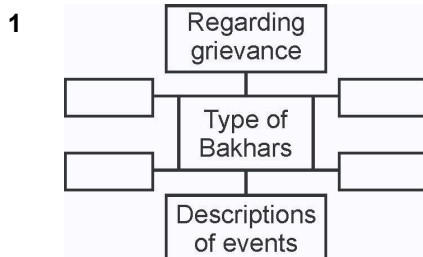 1
Regarding
grievance
Type of
Bakhars
Descriptions
of events